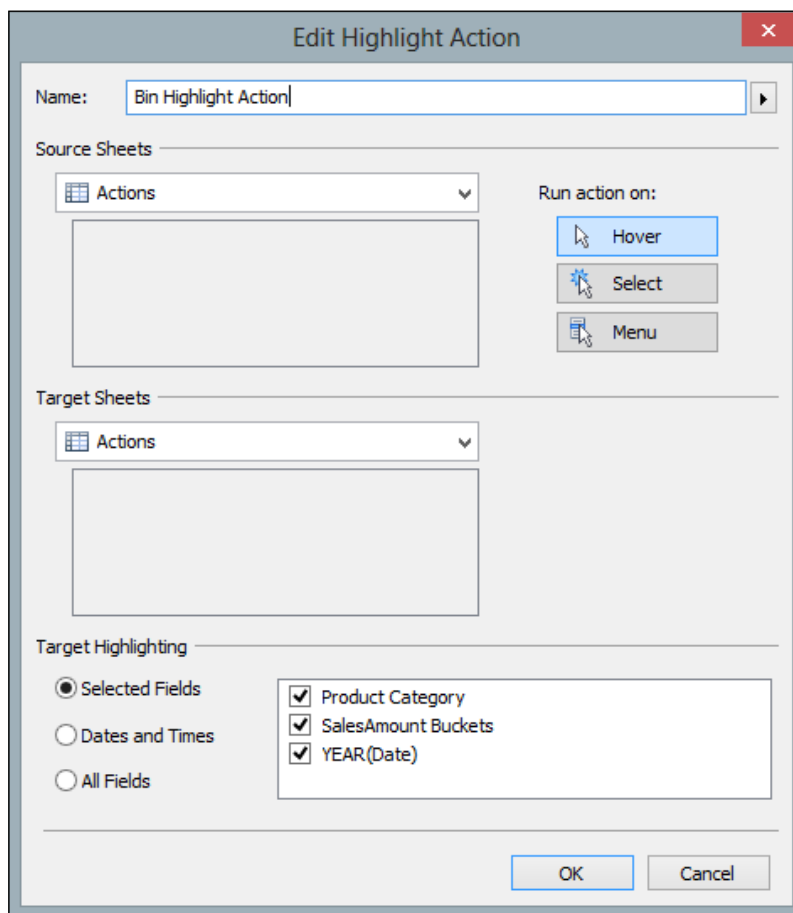 Edit Highlight Action
Name: Bin Highlight Action
Source Sheets
Actions
Run action on:
Hover
Select
Menu
Target Sheets
Actions
Target Highlighting
Selected Fields
Dates and Times
All Fields
Product Category
SalesAmount Buckets
YEAR(Date)
OK Cancel